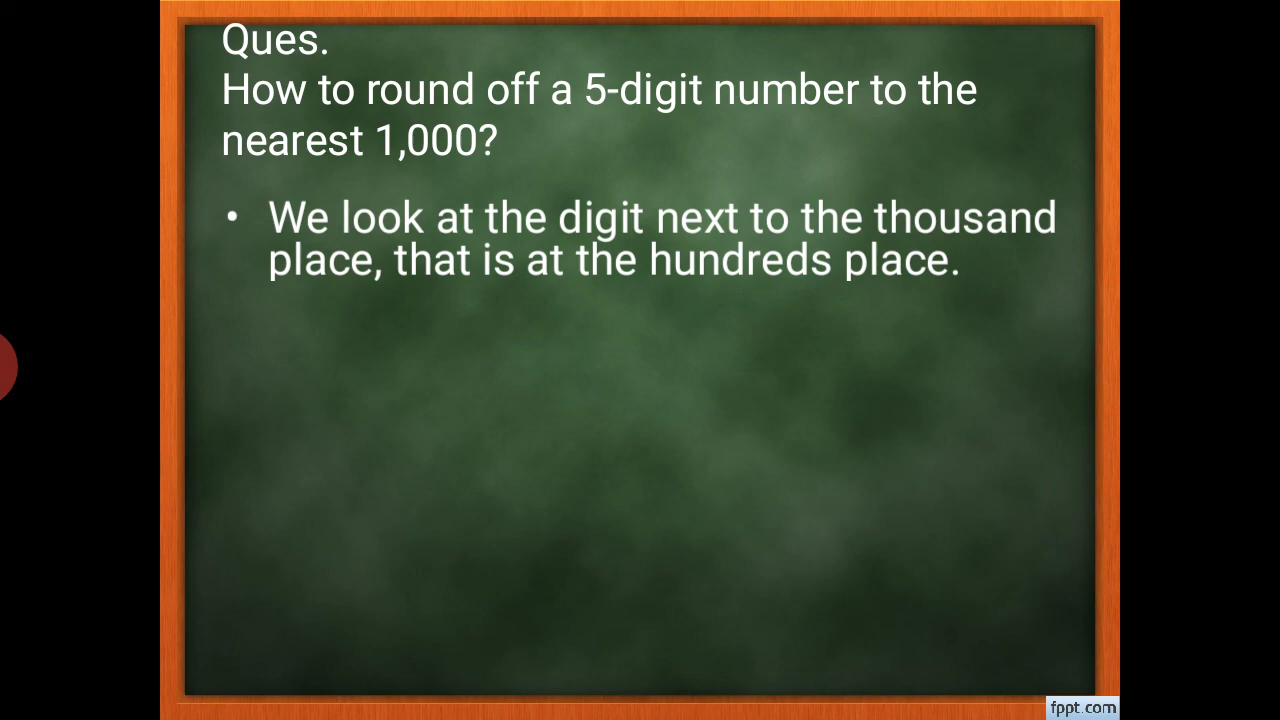 Ques.
How to round off a 5-digit number to the
nearest 1,000?
• We look at the digit next to the thousand
place, that is at the hundreds place.
fppt.com